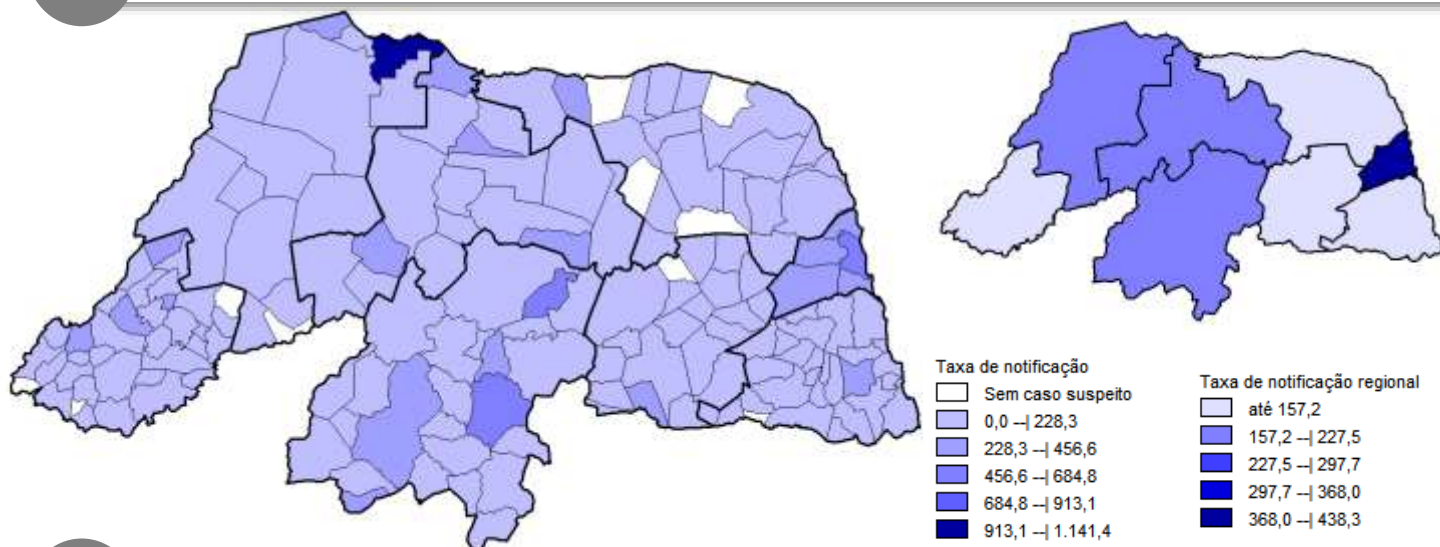 Taxa de notificação
Sem caso suspeito
0,0 --| 228,3
228,3 --| 456,6
456,6 --| 684,8
684,8 --| 913,1
913,1 --| 1.141,4
Taxa de notificação regional
até 157,2
157,2 --| 227,5
227,5 --| 297,7
297,7 --| 368,0
368,0 --| 438,3